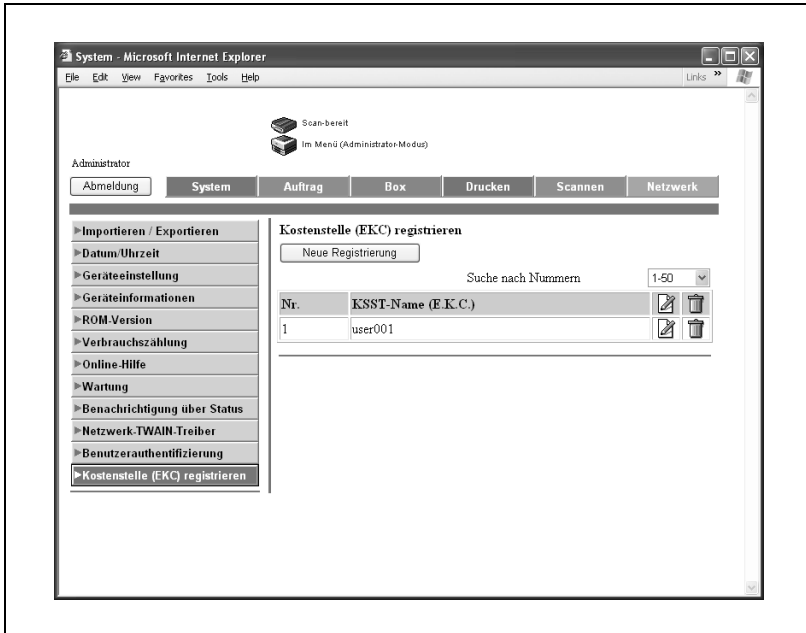 System - Microsoft Internet Explorer
File Edit View Favorites Tools Help Links »
Scan-bereit
Im Menü (Administrator-Modus)
Administrator
Abmeldung System Auftrag Box Drucken Scannen Netzwerk
Importieren / Exportieren
Datum/Uhrzeit
Geräteeinstellung
Geräteinformationen
ROM-Version
Verbrauchszählung
Online-Hilfe
Wartung
Benachrichtigung über Status
Netzwerk-TWAIN-Treiber
Benutzerauthentifizierung
Kostenstelle (EKC) registrieren
Kostenstelle (EKC) registrieren
Neue Registrierung
Suche nach Nummern 1-50
Nr. KSST-Name (E.K.C.)
1 user001